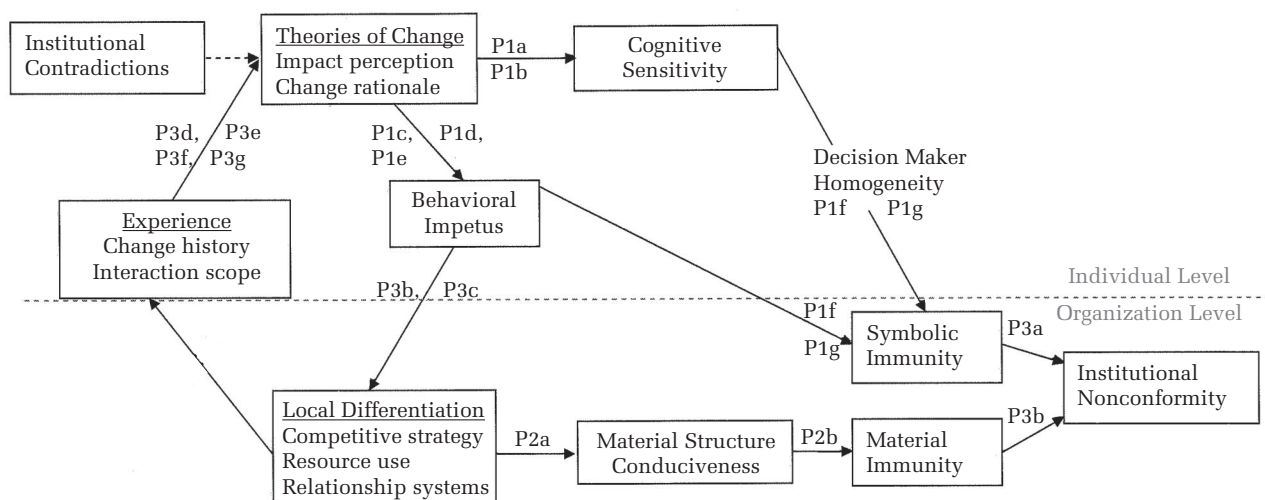 Institutional
Contradictions
Theories of Change
Impact perception
Change rationale
P1a
P1b
Cognitive
Sensitivity
P3d, P3e
P3f, P3g
P1c, P1d,
P1e
Decision Maker
Homogeneity
P1f P1g
Behavioral
Impetus
Experience
Change history
Interaction scope
P3b, P3c
Individual Level
Organization Level
P1f
P1g
Symbolic
Immunity
P3a
Institutional
Nonconformity
Local Differentiation
Competitive strategy
Resource use
Relationship systems
P2a
Material Structure
Conduciveness
P2b
Material
Immunity
P3b